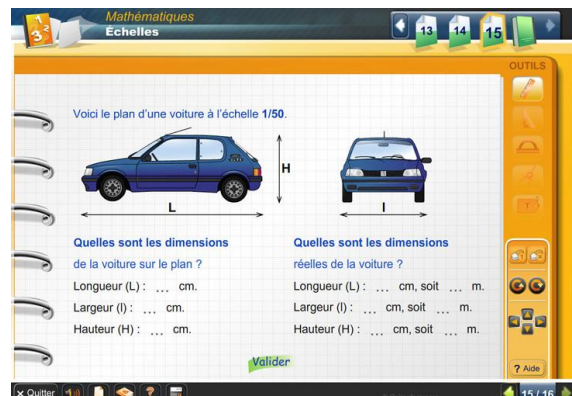 Mathématiques
Échelles
13 14 15
OUTILS
Voici le plan d'une voiture à l'échelle 1/50.
H
L
l
Quelles sont les dimensions
de la voiture sur le plan ?
Longueur (L) : ... cm.
Largeur (l) : ... cm.
Hauteur (H) : ... cm.
Quelles sont les dimensions
réelles de la voiture ?
Longueur (L) : ... cm, soit ... m.
Largeur (l) : ... cm, soit ... m.
Hauteur (H) : ... cm, soit ... m.
Valider
? Aide
x Quitter
?
15 / 16